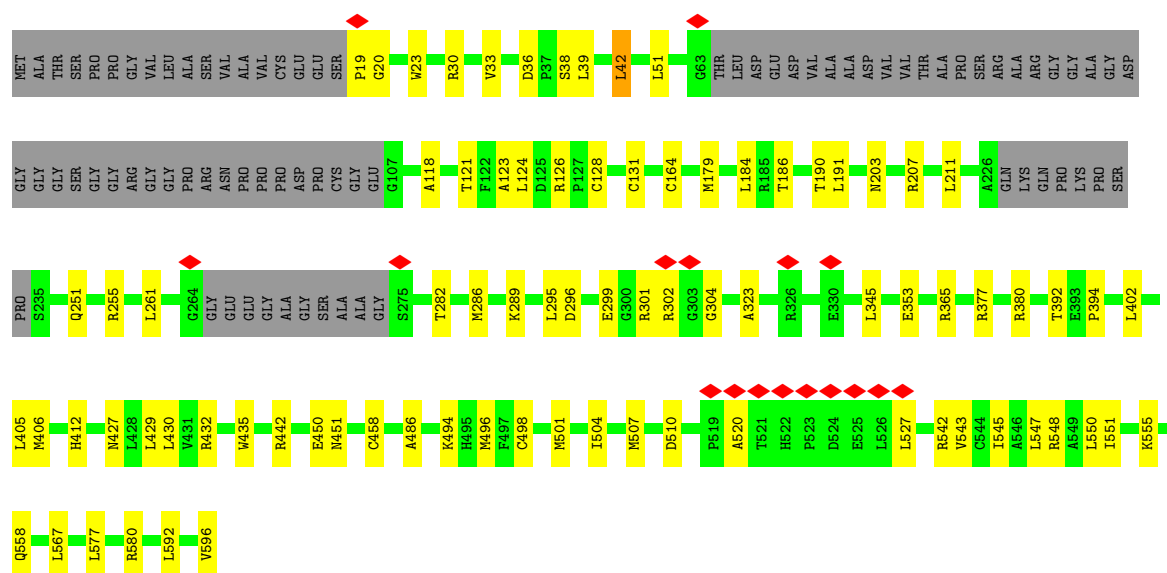 MET ALA THR SER PRO PRO GLY VAL LEU ALA SER VAL ALA VAL CYS GLU GLU SER P19 G20 W23 R30 V33 D36 P37 S38 L39 L42 L51 G63 THR LEU ASP GLU ASP VAL ALA ALA ASP VAL VAL THR ALA PRO SER ARG ALA ARG GLY GLY ALA GLY ASP
GLY GLY GLY SER GLY GLY ARG GLY GLY PRO ARG ASN PRO PRO PRO ASP PRO CYS GLY GLU G107 A118 T121 F122 A123 L124 D125 R126 P127 C128 C131 C164 M179 L184 R185 T186 T190 L191 N203 R207 L211 A226 GLN LYS GLN PRO LYS PRO SER
PRO S235 Q251 R255 L261 G264 GLY GLU GLU GLY ALA GLY SER ALA ALA GLY S275 T282 M286 K289 L295 D296 E299 G300 R301 R302 G303 G304 A323 R326 E330 L345 E353 R365 R377 R380 T392 E393 P394 L402
L405 M406 H412 N427 L428 L429 L430 V431 R432 W435 R442 E450 N451 C458 A486 K494 H495 M496 F497 C498 M501 I504 M507 D510 P519 A520 T521 H522 P523 D524 E525 L526 L527 R542 V543 C544 I545 A546 L547 R548 A549 L550 I551 K555
Q558 L567 L577 R580 L592 V596